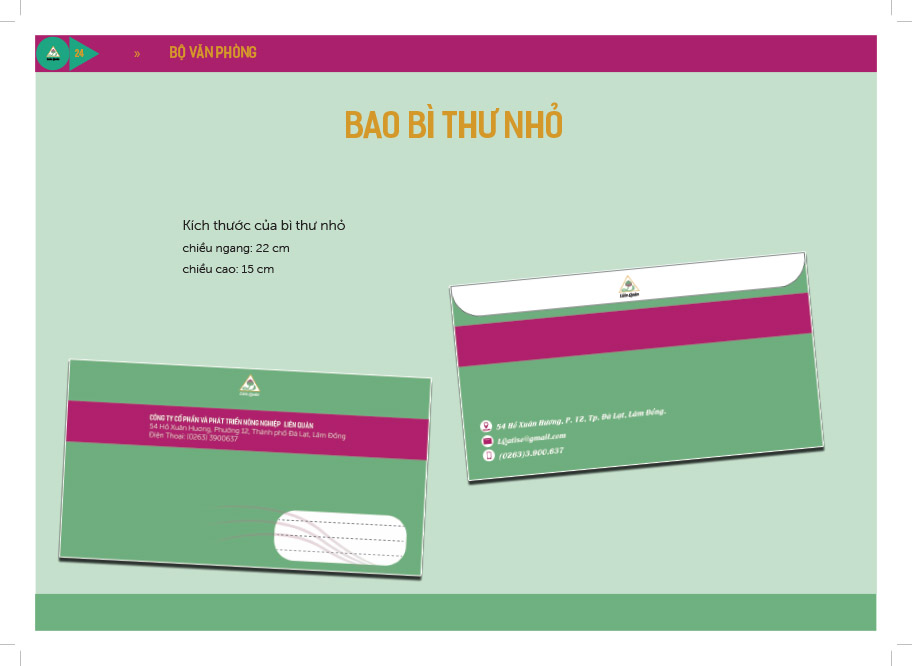 24
» BỘ VĂN PHÒNG
BAO BÌ THƯ NHỎ
Kích thước của bì thư nhỏ
chiều ngang: 22 cm
chiều cao: 15 cm
Liên Quân
54 Hồ Xuân Hương, P. 12, Tp. Đà Lạt, Lâm Đồng.
(0263)3.900.637
Liên Quân
CÔNG TY CỔ PHẦN VÀ PHÁT TRIỂN NÔNG NGHIỆP LIÊN QUÂN
54 Hồ Xuân Hương, Phường 12, Thành phố Đà Lạt, Lâm Đồng
Điện Thoại: (0263) 3900637